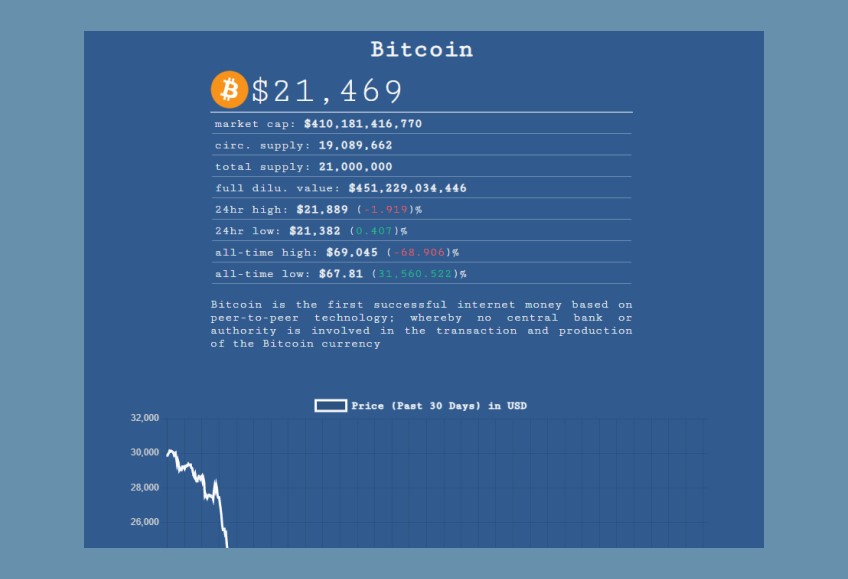 Bitcoin
$21,469
market cap: $410,181,416,770
circ. supply: 19,089,662
total supply: 21,000,000
full dilu. value: $451,229,034,446
24hr high: $21,889 (-1.919)%
24hr low: $21,382 (0.407)%
all-time high: $69,045 (-68.906)%
all-time low: $67.81 (31,560.522)%
Bitcoin is the first successful internet money based on
peer-to-peer technology; whereby no central bank or
authority is involved in the transaction and production
of the Bitcoin currency
Price (Past 30 Days) in USD
32,000
30,000
28,000
26,000